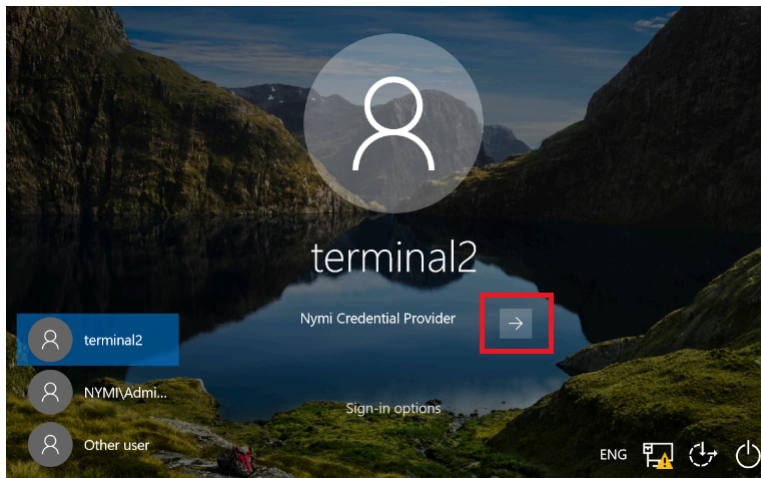 terminal2
Nymi Credential Provider
terminal2
NYMI\Admi...
Sign-in options
Other user
ENG